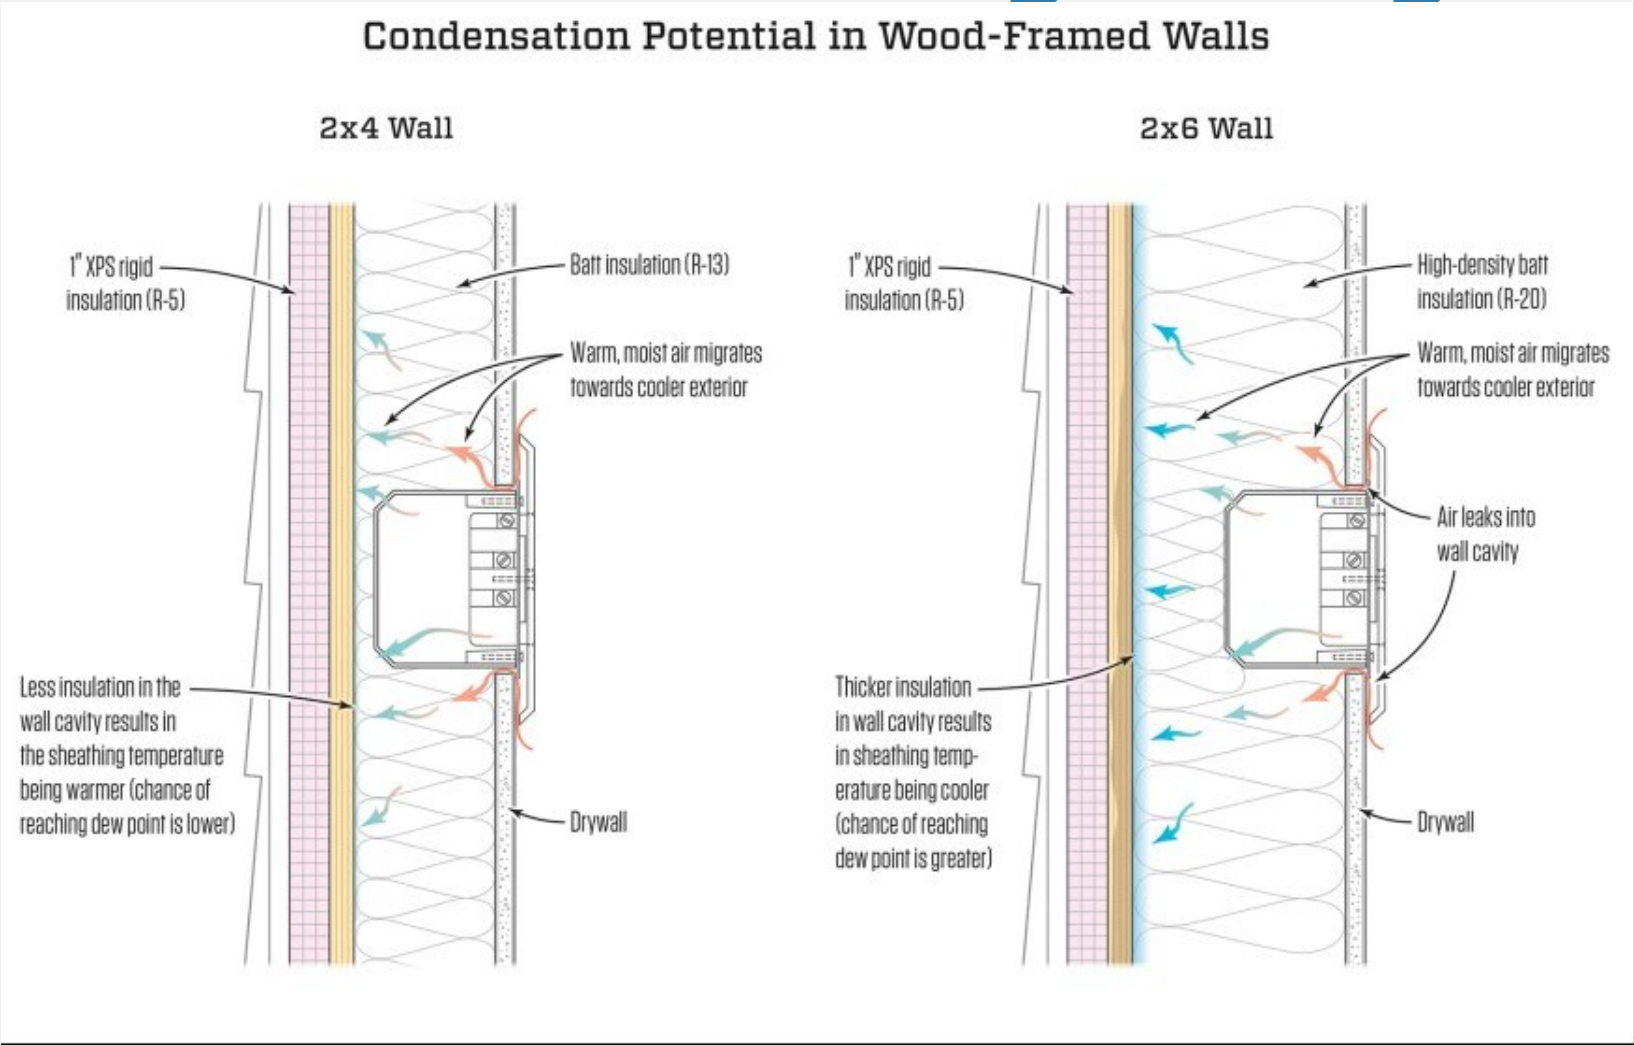 Condensation Potential in Wood-Framed Walls
2x4 Wall
1" XPS rigid
insulation (R-5)
Batt insulation (R-13)
Warm, moist air migrates
towards cooler exterior
Less insulation in the
wall cavity results in
the sheathing temperature
being warmer (chance of
reaching dew point is lower)
Drywall
2x6 Wall
1" XPS rigid
insulation (R-5)
High-density batt
insulation (R-20)
Warm, moist air migrates
towards cooler exterior
Air leaks into
wall cavity
Thicker insulation
in wall cavity results
in sheathing temp-
erature being cooler
(chance of reaching
dew point is greater)
Drywall